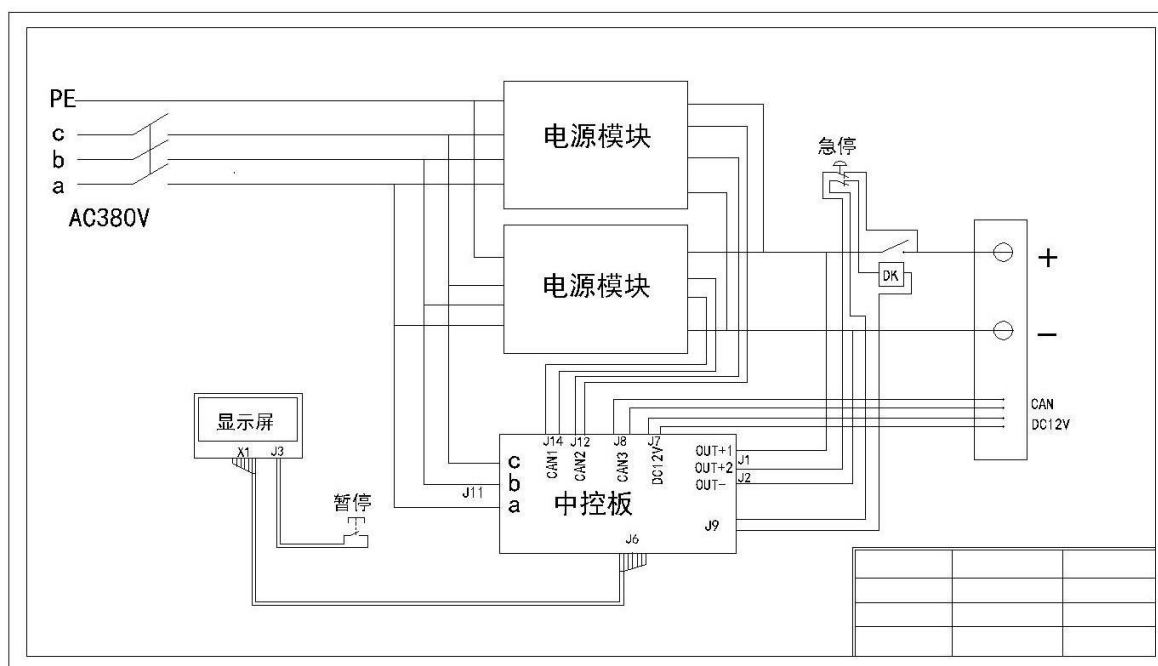 PE
c
b
a
AC380V
电源模块
急停
电源模块
DK
+
−
CAN
DC12V
显示屏
X1 J3
暂停
J14 J12 J8 J7
CAN1 CAN2 CAN3 DC12V
c
b
a
J11
中控板
OUT+1
J1
OUT+2
J2
OUT-
J9
J6